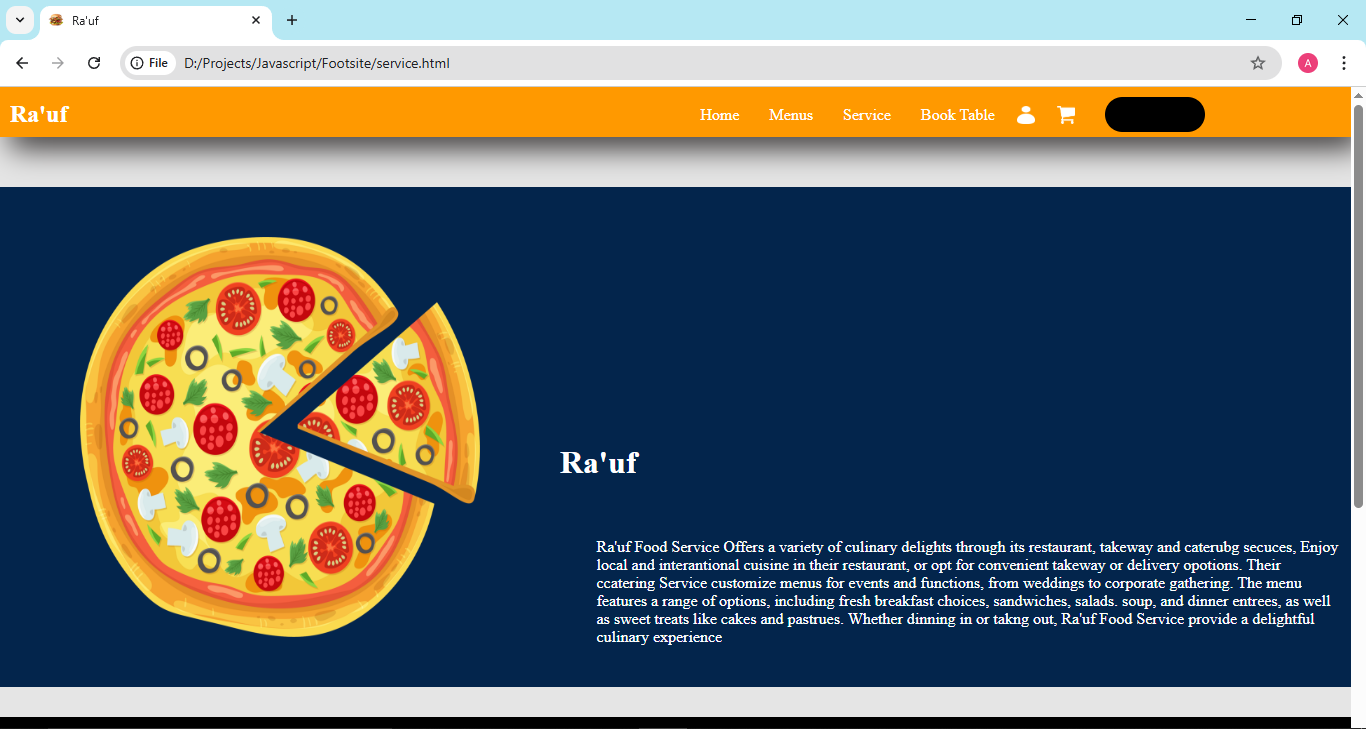 Ra'uf
File D:/Projects/Javascript/Footsite/service.html
A
Ra'uf Home Menus Service Book Table
Ra'uf
Ra'uf Food Service Offers a variety of culinary delights through its restaurant, takeway and caterubg secuces, Enjoy
local and interantional cuisine in their restaurant, or opt for convenient takeway or delivery opotions. Their
ccatering Service customize menus for events and functions, from weddings to corporate gathering. The menu
features a range of options, including fresh breakfast choices, sandwiches, salads. soup, and dinner entrees, as well
as sweet treats like cakes and pastrues. Whether dinning in or takng out, Ra'uf Food Service provide a delightful
culinary experience